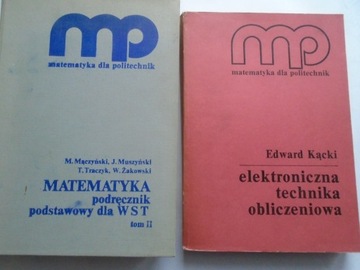 mp
matematyka dla politechnik
M. Mączyński, J. Muszyński
T. Traczyk, W. Żakowski
MATEMATYKA
podręcznik
podstawowy dla WST
tom II
mp
matematyka dla politechnik
Edward Kącki
elektroniczna
technika
obliczeniowa